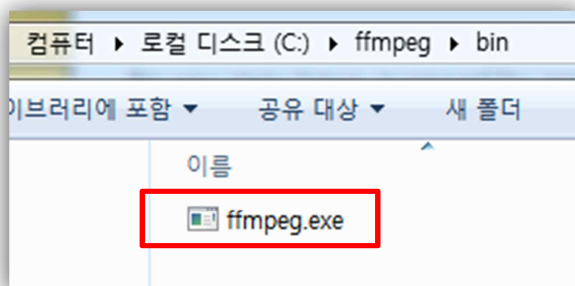 컴퓨터 ▶ 로컬 디스크 (C:) ▶ ffmpeg ▶ bin
이브러리에 포함 ▼ 공유 대상 ▼ 새 폴더
이름
ffmpeg.exe